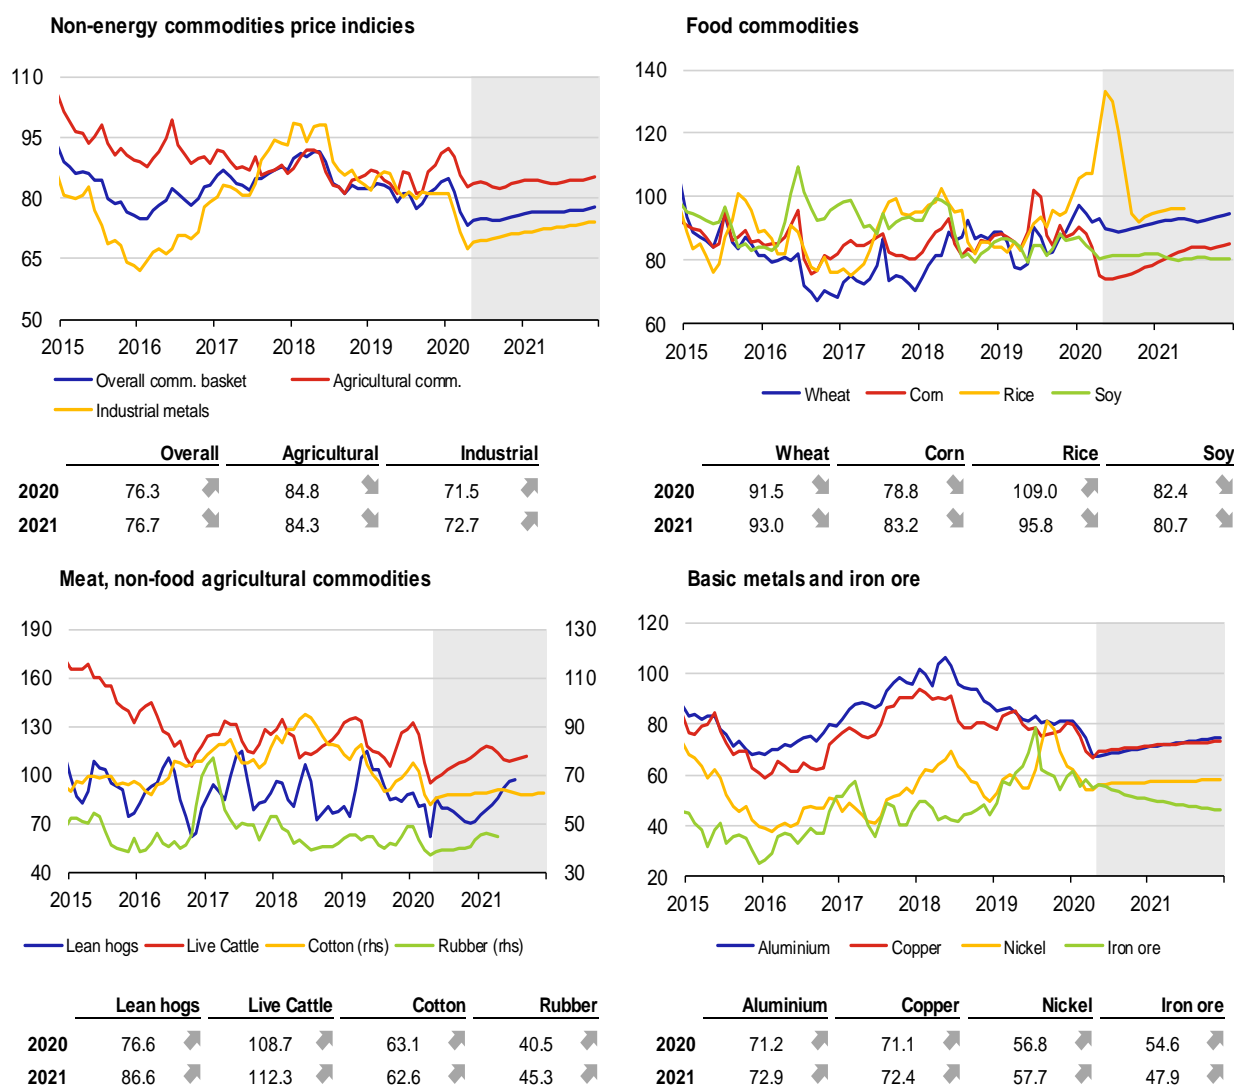 Non-energy commodities price indicies
110
95
80
65
50
2015 2016 2017 2018 2019 2020 2021
Overall comm. basket Agricultural comm.
Industrial metals
Overall Agricultural Industrial
2020 76.3 84.8 71.5
2021 76.7 84.3 72.7
Food commodities
140
120
100
80
60
2015 2016 2017 2018 2019 2020 2021
Wheat Corn Rice Soy
Wheat Corn Rice Soy
2020 91.5 78.8 109.0 82.4
2021 93.0 83.2 95.8 80.7
Meat, non-food agricultural commodities
190 130
160 110
130 90
100 70
70 50
40 30
2015 2016 2017 2018 2019 2020 2021
Lean hogs Live Cattle Cotton (rhs) Rubber (rhs)
Lean hogs Live Cattle Cotton Rubber
2020 76.6 108.7 63.1 40.5
2021 86.6 112.3 62.6 45.3
Basic metals and iron ore
120
100
80
60
40
20
2015 2016 2017 2018 2019 2020 2021
Aluminium Copper Nickel Iron ore
Aluminium Copper Nickel Iron ore
2020 71.2 71.1 56.8 54.6
2021 72.9 72.4 57.7 47.9